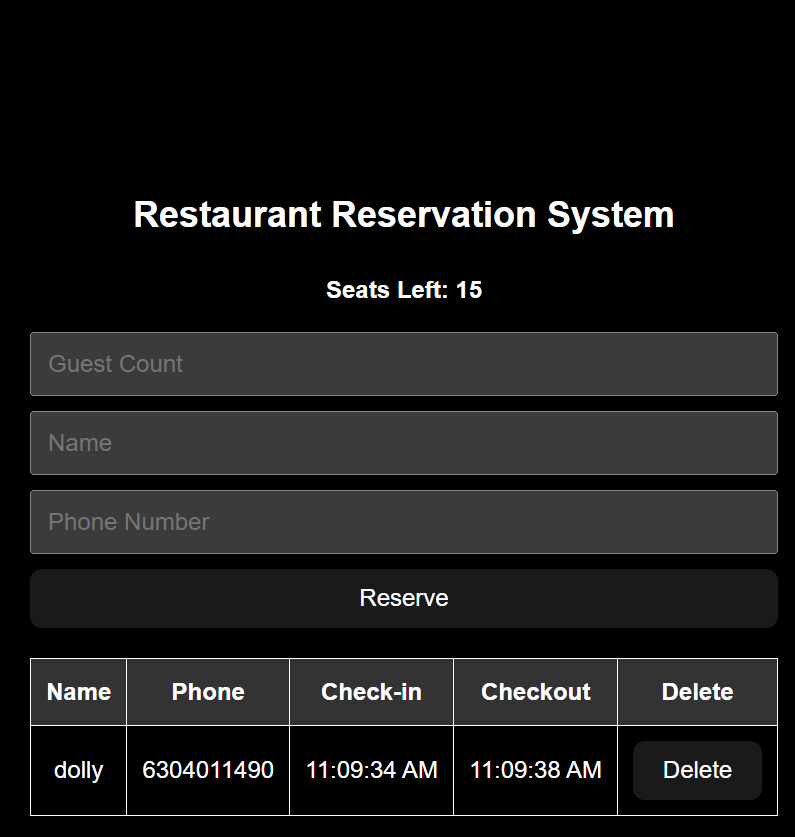 Restaurant Reservation System
Seats Left: 15
Guest Count
Name
Phone Number
Reserve
Name Phone Check-in Checkout Delete
dolly 6304011490 11:09:34 AM 11:09:38 AM Delete